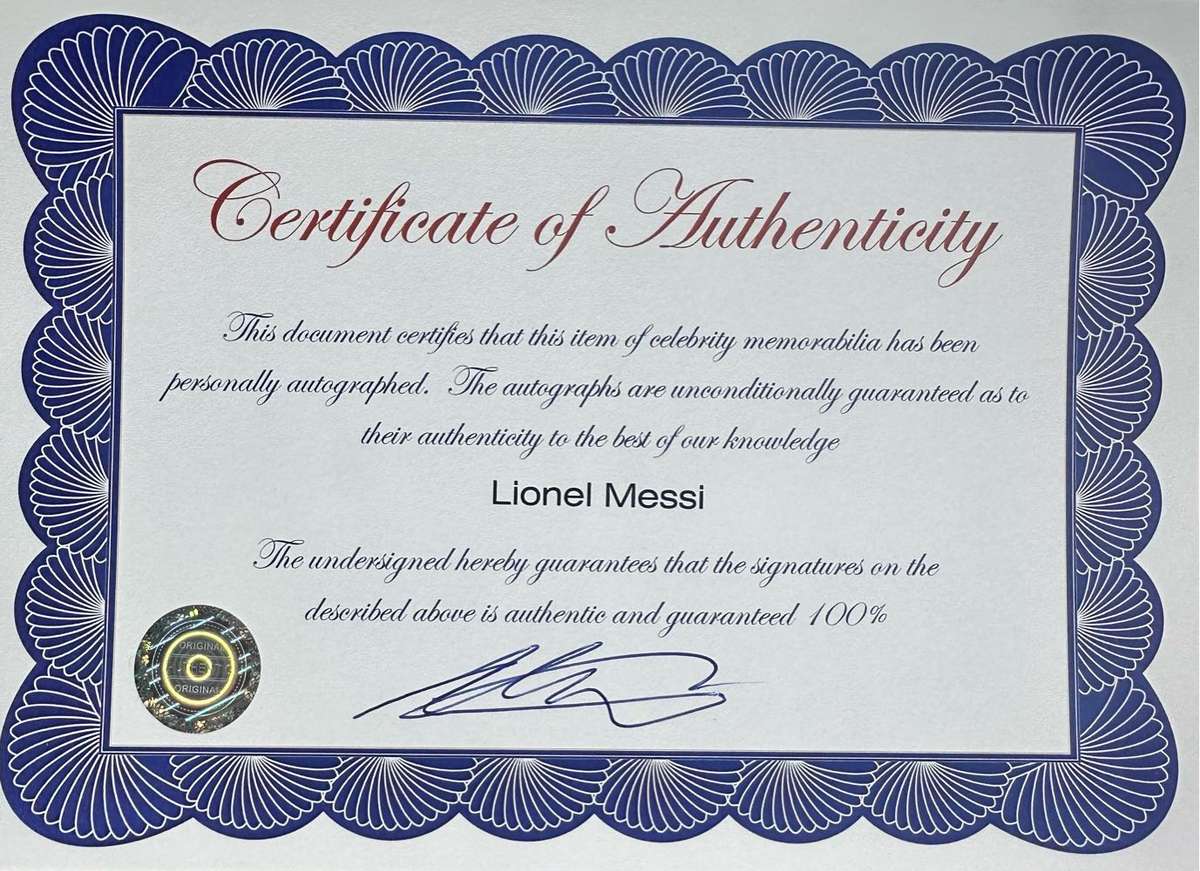 Certificate of Authenticity
This document certifies that this item of celebrity memorabilia has been
personally autographed. The autographs are unconditionally guaranteed as to
their authenticity to the best of our knowledge
Lionel Messi
The undersigned hereby guarantees that the signatures on the
described above is authentic and guaranteed 100%
ORIGINAL
ORIGINAL